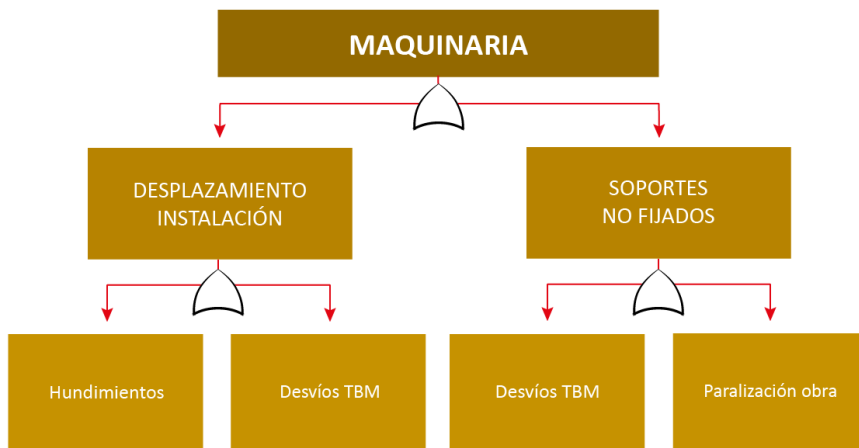 MAQUINARIA
DESPLAZAMIENTO
INSTALACIÓN
SOPORTES
NO FIJADOS
Hundimientos
Desvíos TBM
Desvíos TBM
Paralización obra